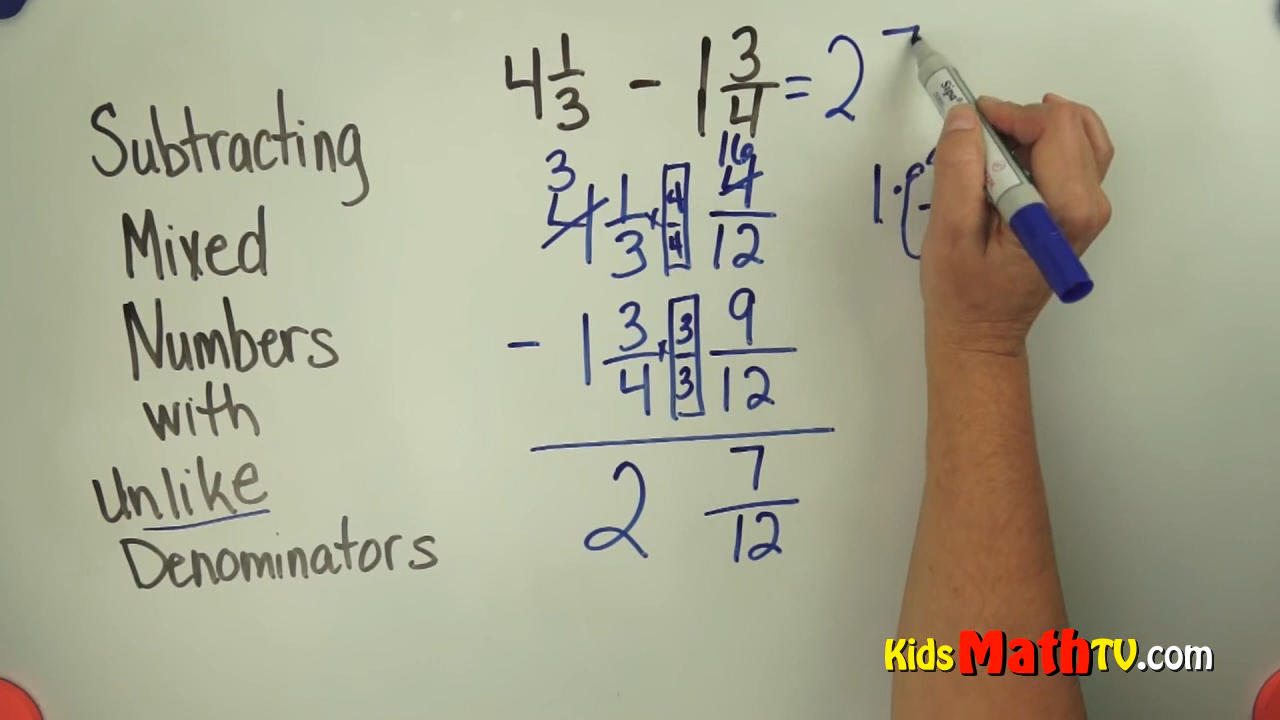 Subtracting
Mixed
Numbers
with
Unlike
Denominators
4 1/3 - 1 3/4 = 2 7
3 16
4 1/3 x 4/4 4/12
- 1 3/4 x 3/3 9/12
2 7/12
1 · (
Sipa
KidsMathTV.com